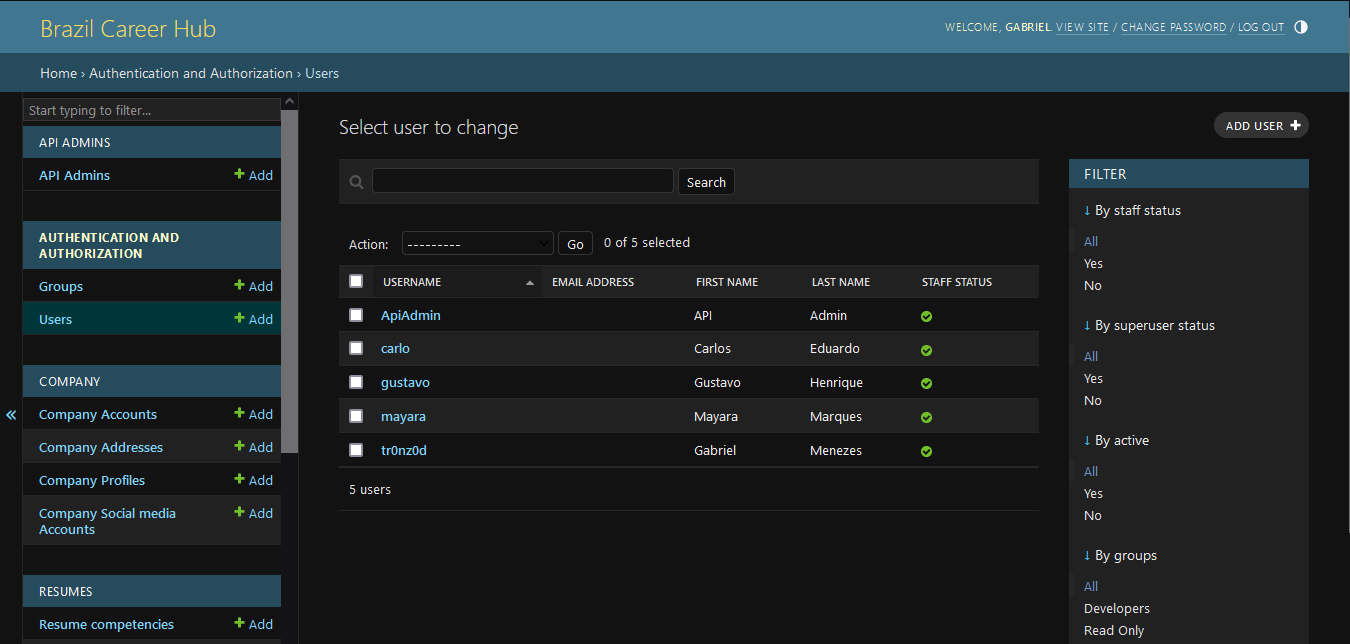 Brazil Career Hub
WELCOME, GABRIEL. VIEW SITE / CHANGE PASSWORD / LOG OUT
Home › Authentication and Authorization › Users
Start typing to filter...
API ADMINS
API Admins + Add
AUTHENTICATION AND
AUTHORIZATION
Groups + Add
Users + Add
COMPANY
Company Accounts + Add
Company Addresses + Add
Company Profiles + Add
Company Social media + Add
Accounts
RESUMES
Resume competencies + Add
«
Select user to change
ADD USER +
Search
Action: --------- Go 0 of 5 selected
USERNAME EMAIL ADDRESS FIRST NAME LAST NAME STAFF STATUS
ApiAdmin API Admin
carlo Carlos Eduardo
gustavo Gustavo Henrique
mayara Mayara Marques
tr0nz0d Gabriel Menezes
5 users
FILTER
↓ By staff status
All
Yes
No
↓ By superuser status
All
Yes
No
↓ By active
All
Yes
No
↓ By groups
All
Developers
Read Only